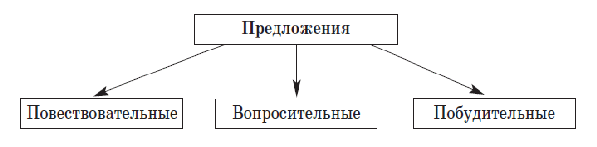 Предложения
Повествовательные
Вопросительные
Побудительные